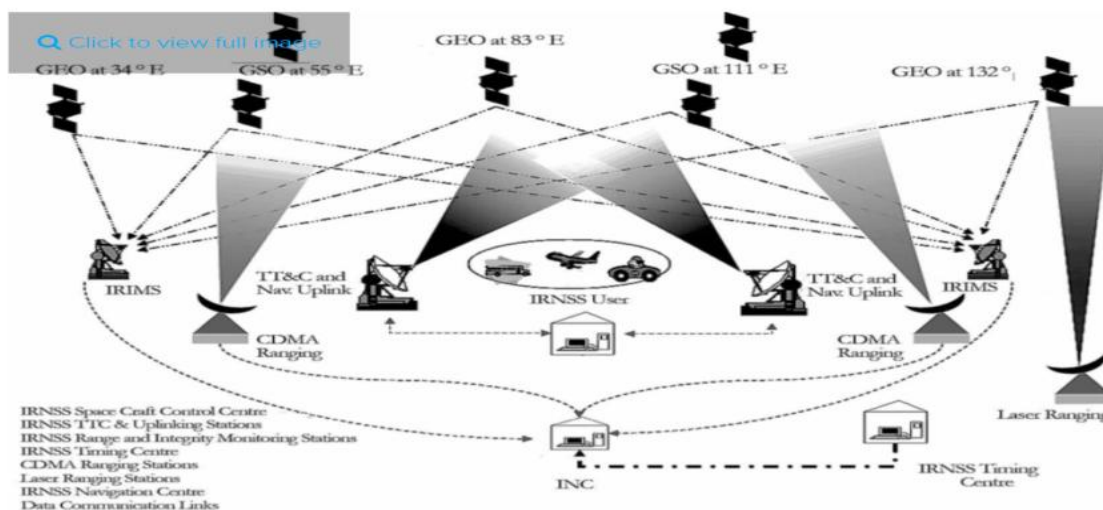 Click to view full image
GEO at 83° E
GEO at 34° E
GSO at 55° E
GSO at 111° E
GEO at 132°
IRIMS
TT&C and
Nav. Uplink
IRNSS User
TT&C and
Nav. Uplink
IRIMS
CDMA
Ranging
CDMA
Ranging
Laser Ranging
IRNSS Space Craft Control Centre
IRNSS TTC & Uplinking Stations
IRNSS Range and Integrity Monitoring Stations
IRNSS Timing Centre
CDMA Ranging Stations
Laser Ranging Stations
IRNSS Navigation Centre
Data Communication Links
INC
IRNSS Timing
Centre